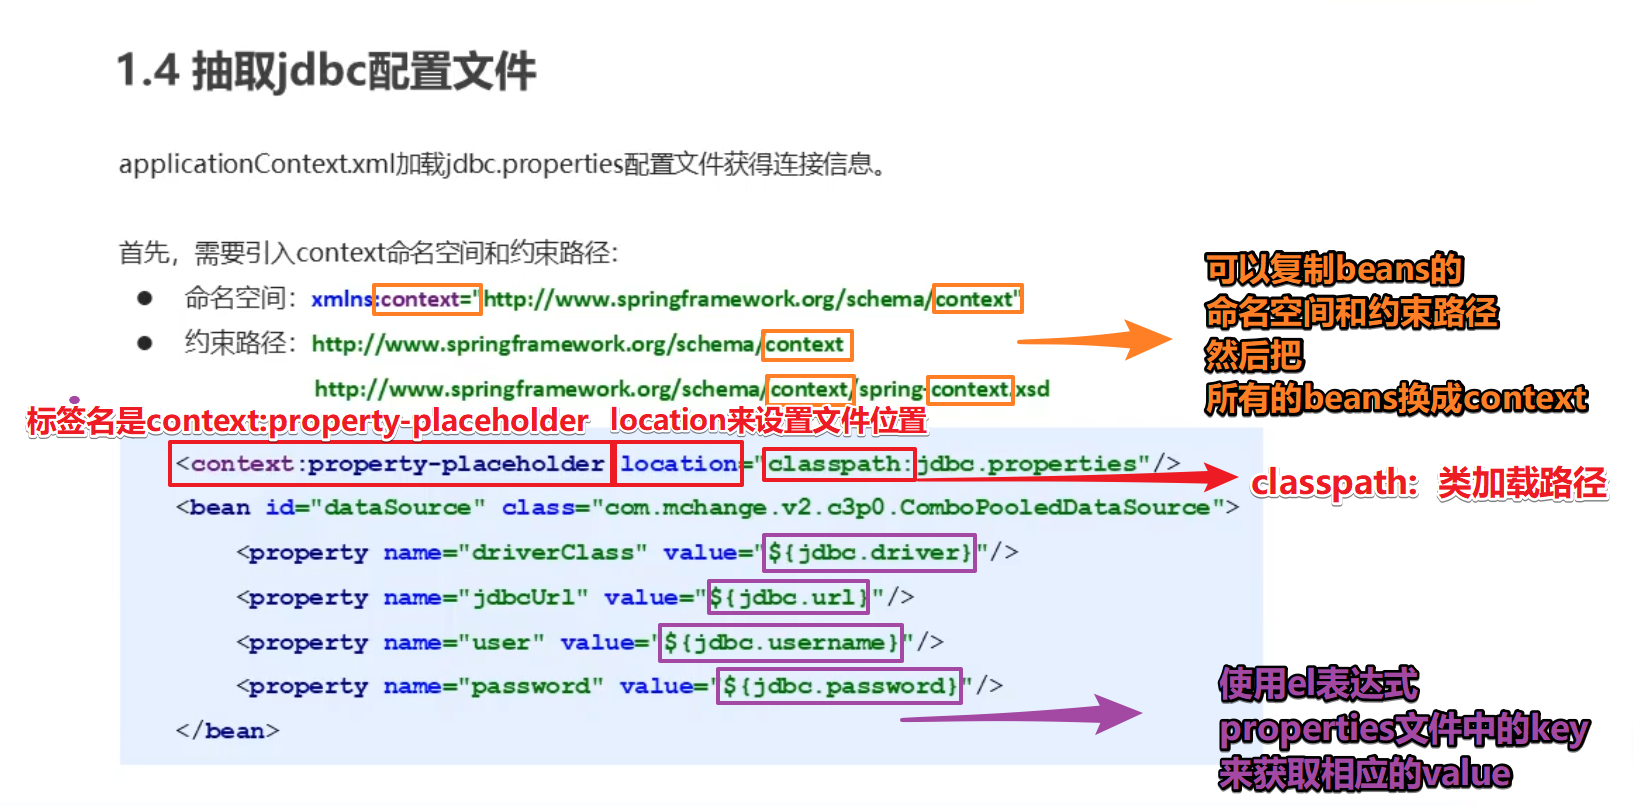 1.4 抽取jdbc配置文件
applicationContext.xml加载jdbc.properties配置文件获得连接信息。
首先，需要引入context命名空间和约束路径：
● 命名空间：xmlns:context="http://www.springframework.org/schema/context"
● 约束路径：http://www.springframework.org/schema/context
http://www.springframework.org/schema/context/spring-context.xsd
可以复制beans的
命名空间和约束路径
然后把
所有的beans换成context
标签名是context:property-placeholder location来设置文件位置
<context:property-placeholder location="classpath:jdbc.properties"/>
classpath：类加载路径
<bean id="dataSource" class="com.mchange.v2.c3p0.ComboPooledDataSource">
<property name="driverClass" value="${jdbc.driver}"/>
<property name="jdbcUrl" value="${jdbc.url}"/>
<property name="user" value="${jdbc.username}"/>
<property name="password" value="${jdbc.password}"/>
</bean>
使用el表达式
properties文件中的key
来获取相应的value